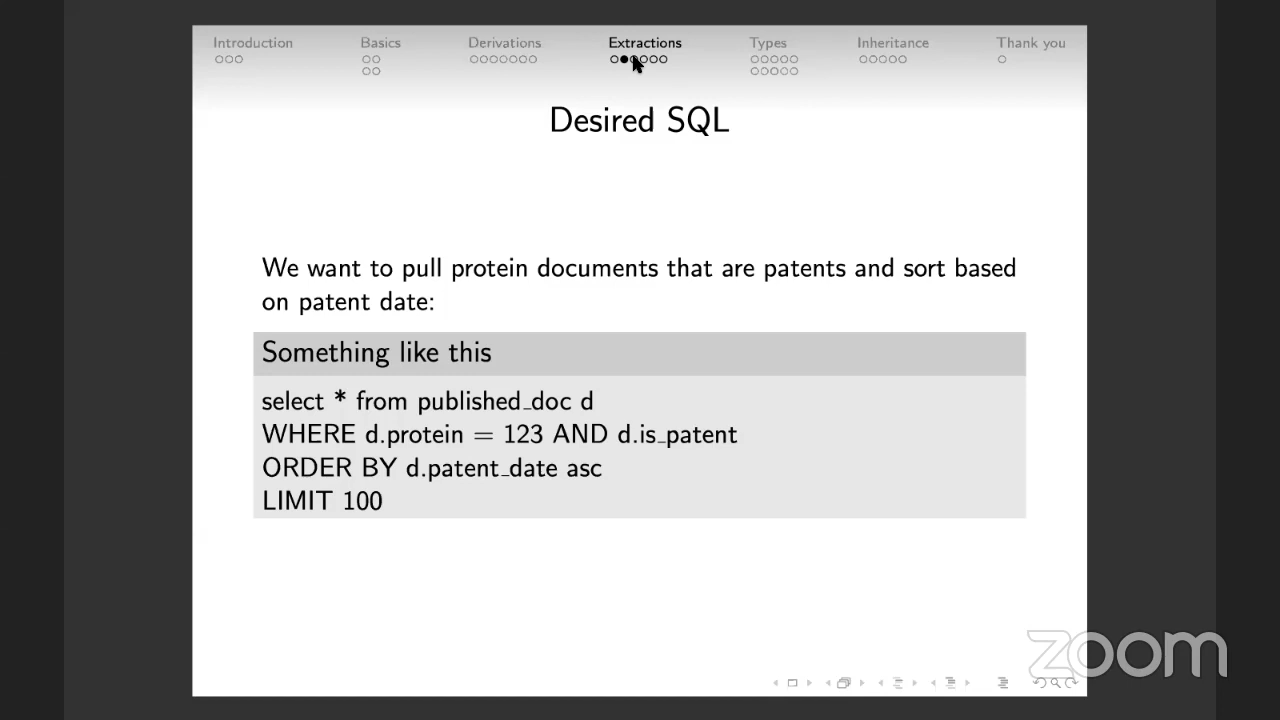 Introduction Basics Derivations Extractions Types Inheritance Thank you
Desired SQL
We want to pull protein documents that are patents and sort based
on patent date:
Something like this
select * from published_doc d
WHERE d.protein = 123 AND d.is_patent
ORDER BY d.patent_date asc
LIMIT 100
zoom